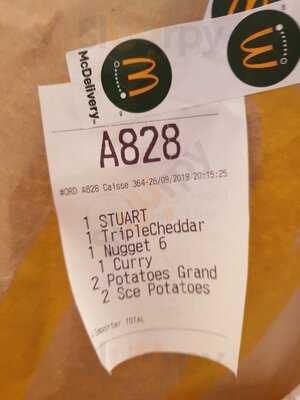 McDelivery
A828
#ORD A828 Caisse 364-26/09/2019 20:15:25
1 STUART
1 TripleCheddar
1 Nugget 6
1 Curry
2 Potatoes Grand
2 Sce Potatoes
Emporter TOTAL